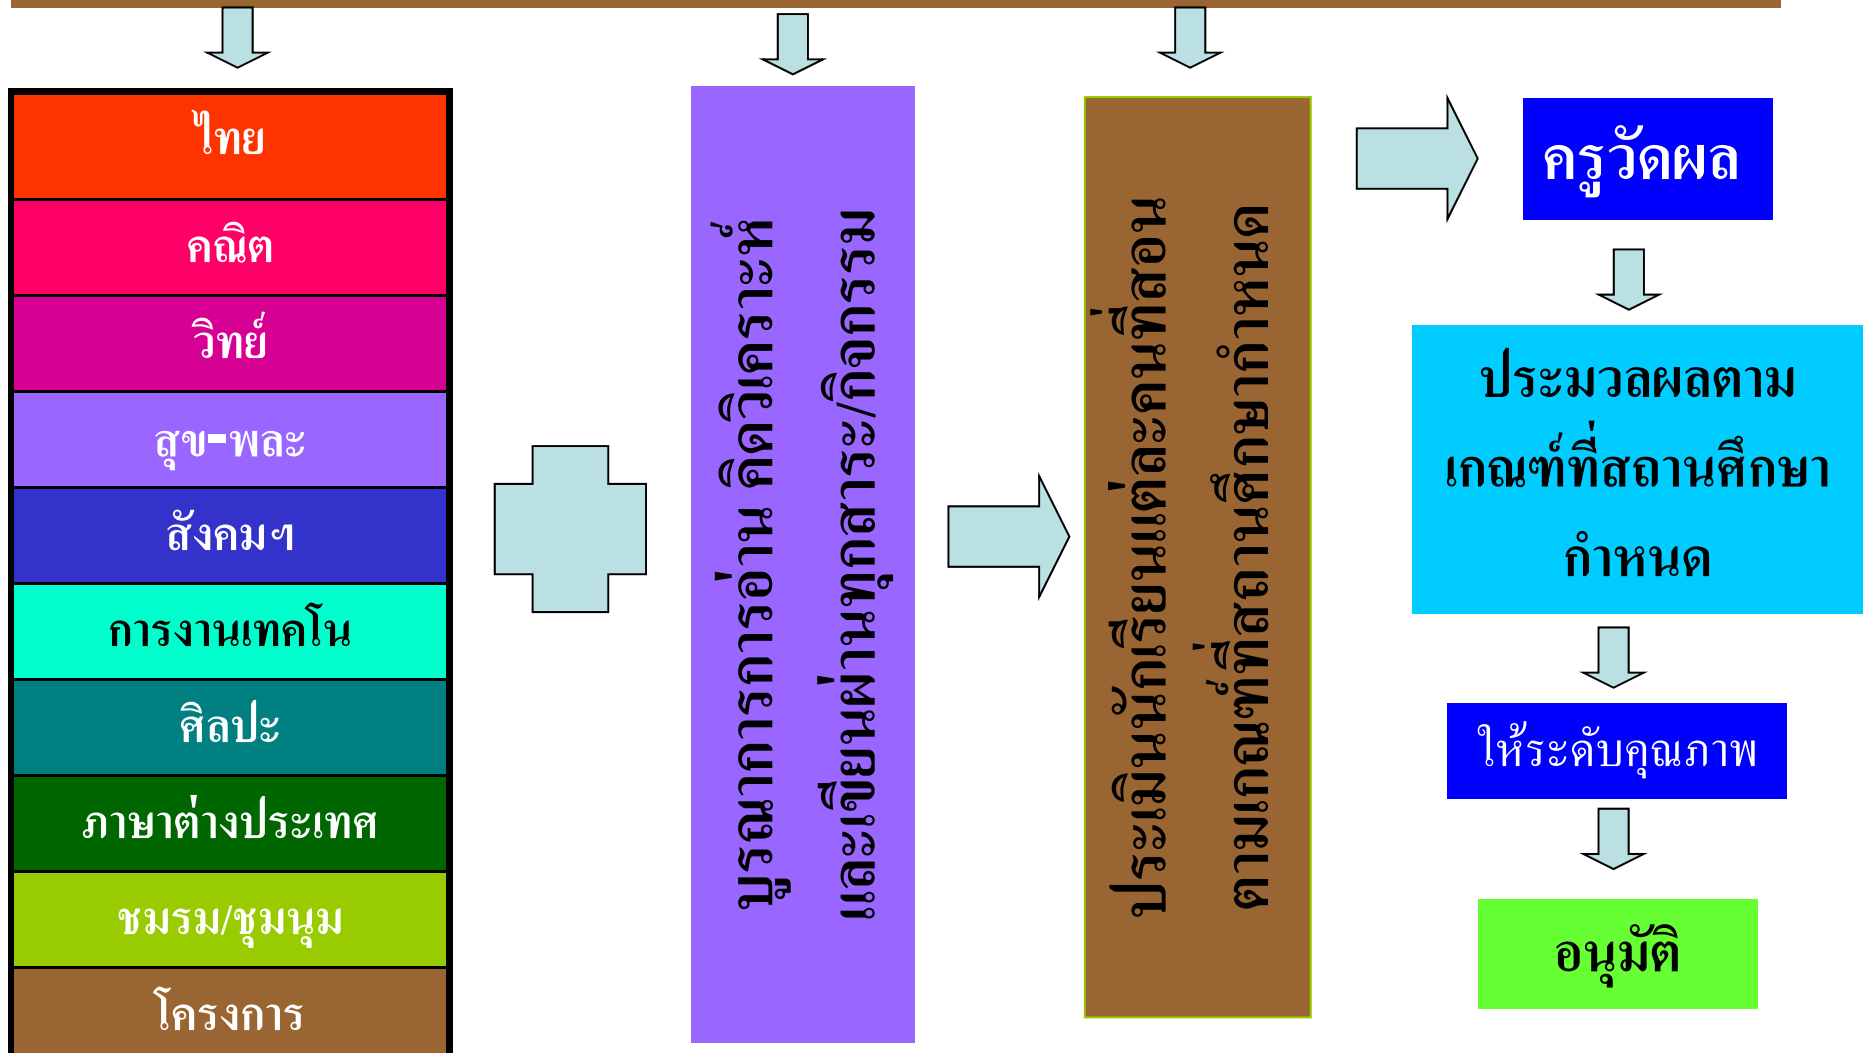 ไทย
คณิต
วิทย์
สุข-พละ
สังคมฯ
การงานเทคโน
ศิลปะ
ภาษาต่างประเทศ
ชมรม/ชุมนุม
โครงการ
บูรณาการการอ่าน คิดวิเคราะห์
และเขียนผ่านทุกสาระ/กิจกรรม
ประเมินนักเรียนแต่ละคนที่สอน
ตามเกณฑ์ที่สถานศึกษากำหนด
ครูวัดผล
ประมวลผลตาม
เกณฑ์ที่สถานศึกษา
กำหนด
ให้ระดับคุณภาพ
อนุมัติ